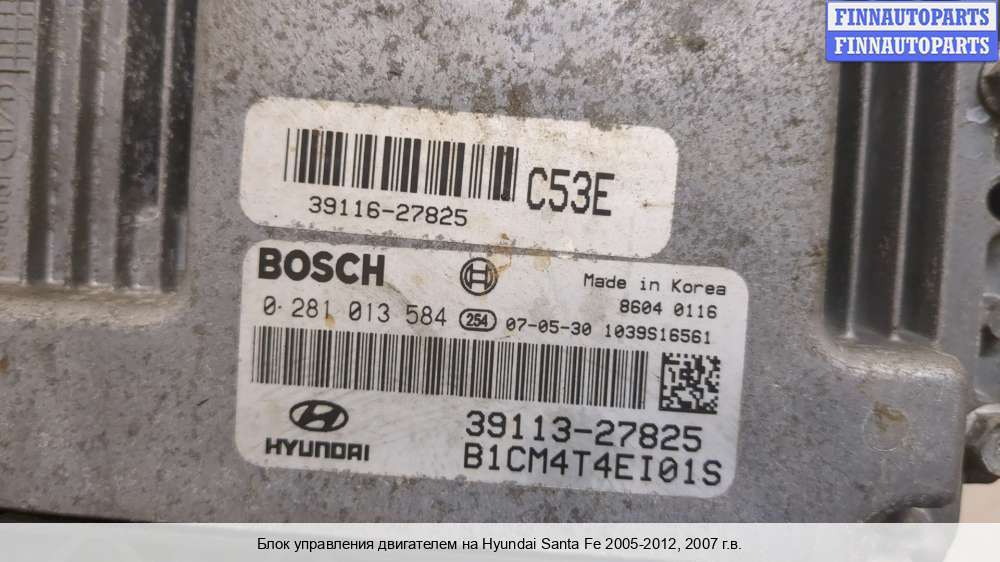 FINNAUTOPARTS
FINNAUTOPARTS
C53E
39116-27825
BOSCH
Made in Korea
8604 0116
0 281 013 584 254 07-05-30 1039S16561
39113-27825
HYUNDAI
B1CM4T4EI01S
Блок управления двигателем на Hyundai Santa Fe 2005-2012, 2007 г.в.